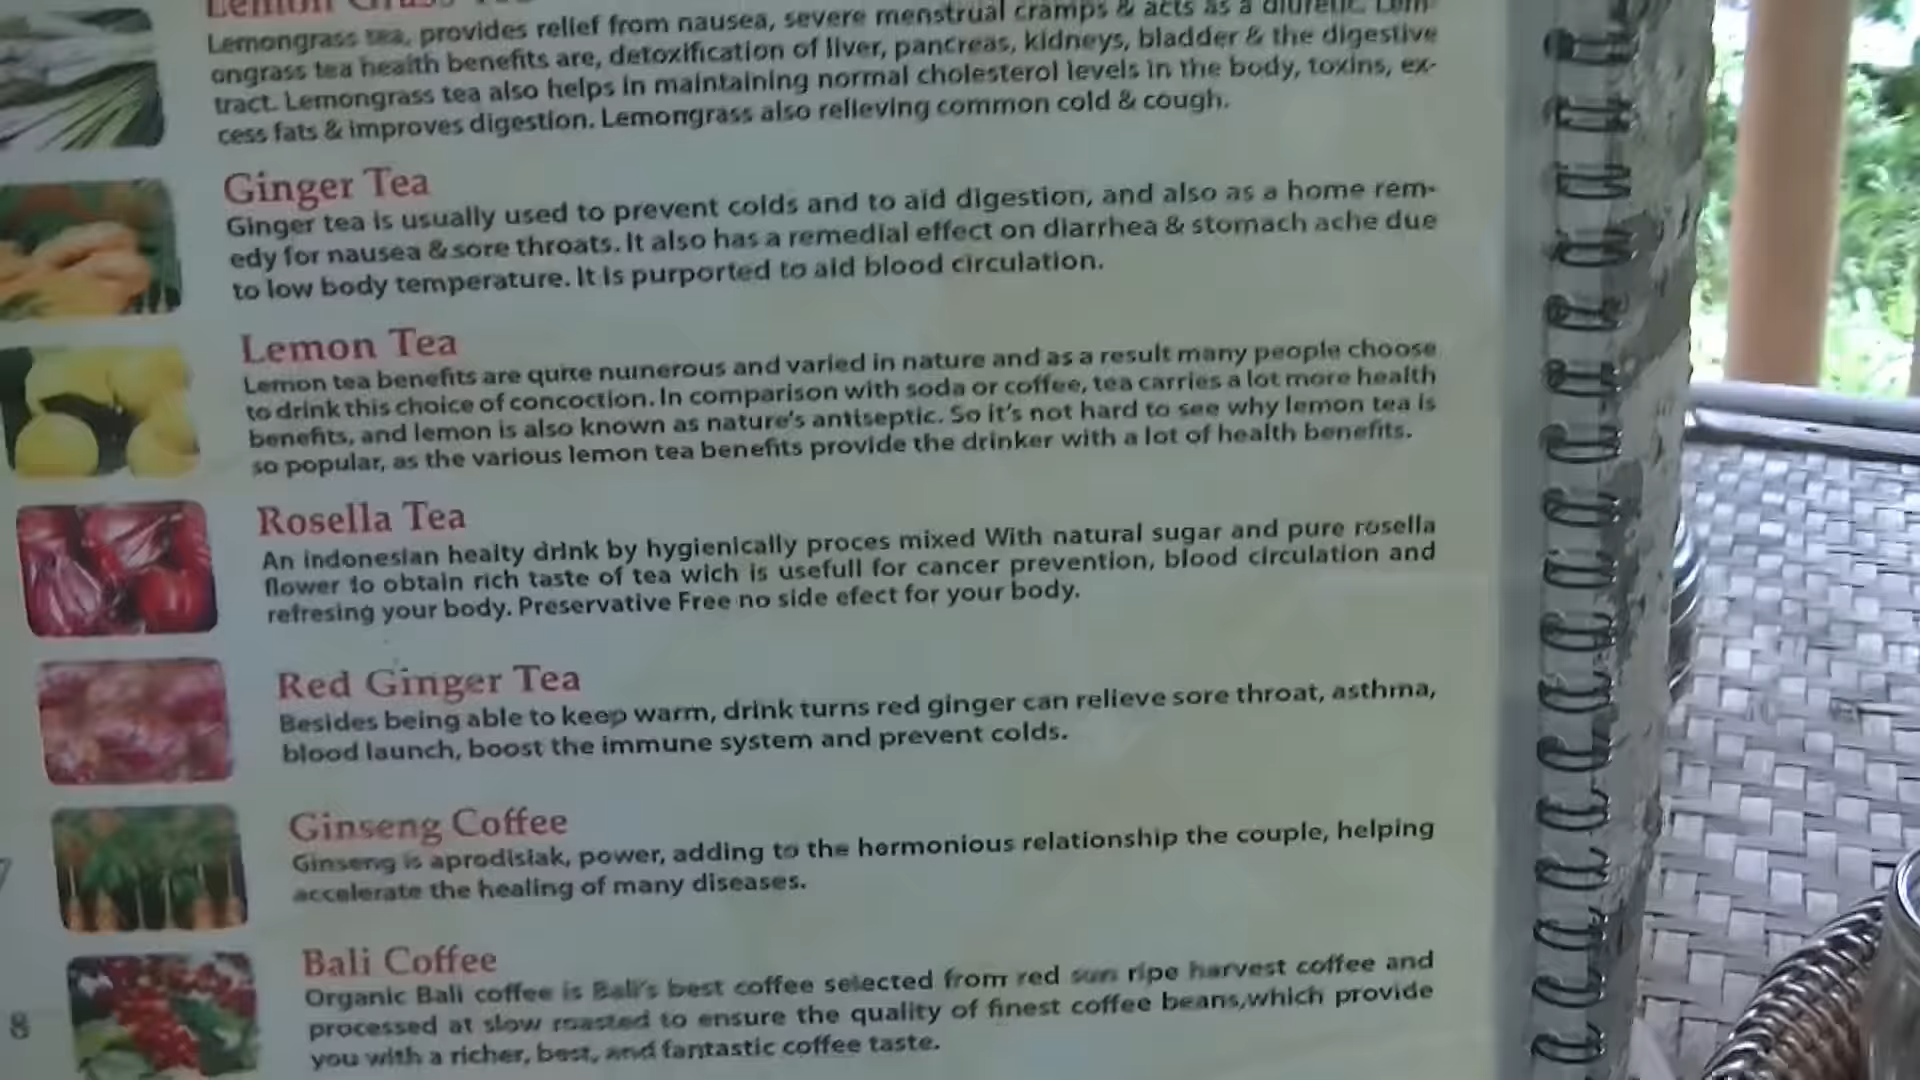 Lemon Grass Tea
Lemongrass tea, provides relief from nausea, severe menstrual cramps & acts as a diuretic. Lem-
ongrass tea health benefits are, detoxification of liver, pancreas, kidneys, bladder & the digestive
tract. Lemongrass tea also helps in maintaining normal cholesterol levels in the body, toxins, ex-
cess fats & improves digestion. Lemongrass also relieving common cold & cough.
Ginger Tea
Ginger tea is usually used to prevent colds and to aid digestion, and also as a home rem-
edy for nausea & sore throats. It also has a remedial effect on diarrhea & stomach ache due
to low body temperature. It is purported to aid blood circulation.
Lemon Tea
Lemon tea benefits are quite numerous and varied in nature and as a result many people choose
to drink this choice of concoction. In comparison with soda or coffee, tea carries a lot more health
benefits, and lemon is also known as nature's antiseptic. So it's not hard to see why lemon tea is
so popular, as the various lemon tea benefits provide the drinker with a lot of health benefits.
Rosella Tea
An indonesian healty drink by hygienically proces mixed With natural sugar and pure rosella
flower to obtain rich taste of tea wich is usefull for cancer prevention, blood circulation and
refresing your body. Preservative Free no side efect for your body.
Red Ginger Tea
Besides being able to keep warm, drink turns red ginger can relieve sore throat, asthma,
blood launch, boost the immune system and prevent colds.
Ginseng Coffee
Ginseng is aprodisiak, power, adding to the hermonious relationship the couple, helping
accelerate the healing of many diseases.
7
Bali Coffee
Organic Bali coffee is Bali's best coffee selected from red sun ripe harvest coffee and
processed at slow roasted to ensure the quality of finest coffee beans,which provide
you with a richer, best, and fantastic coffee taste.
8